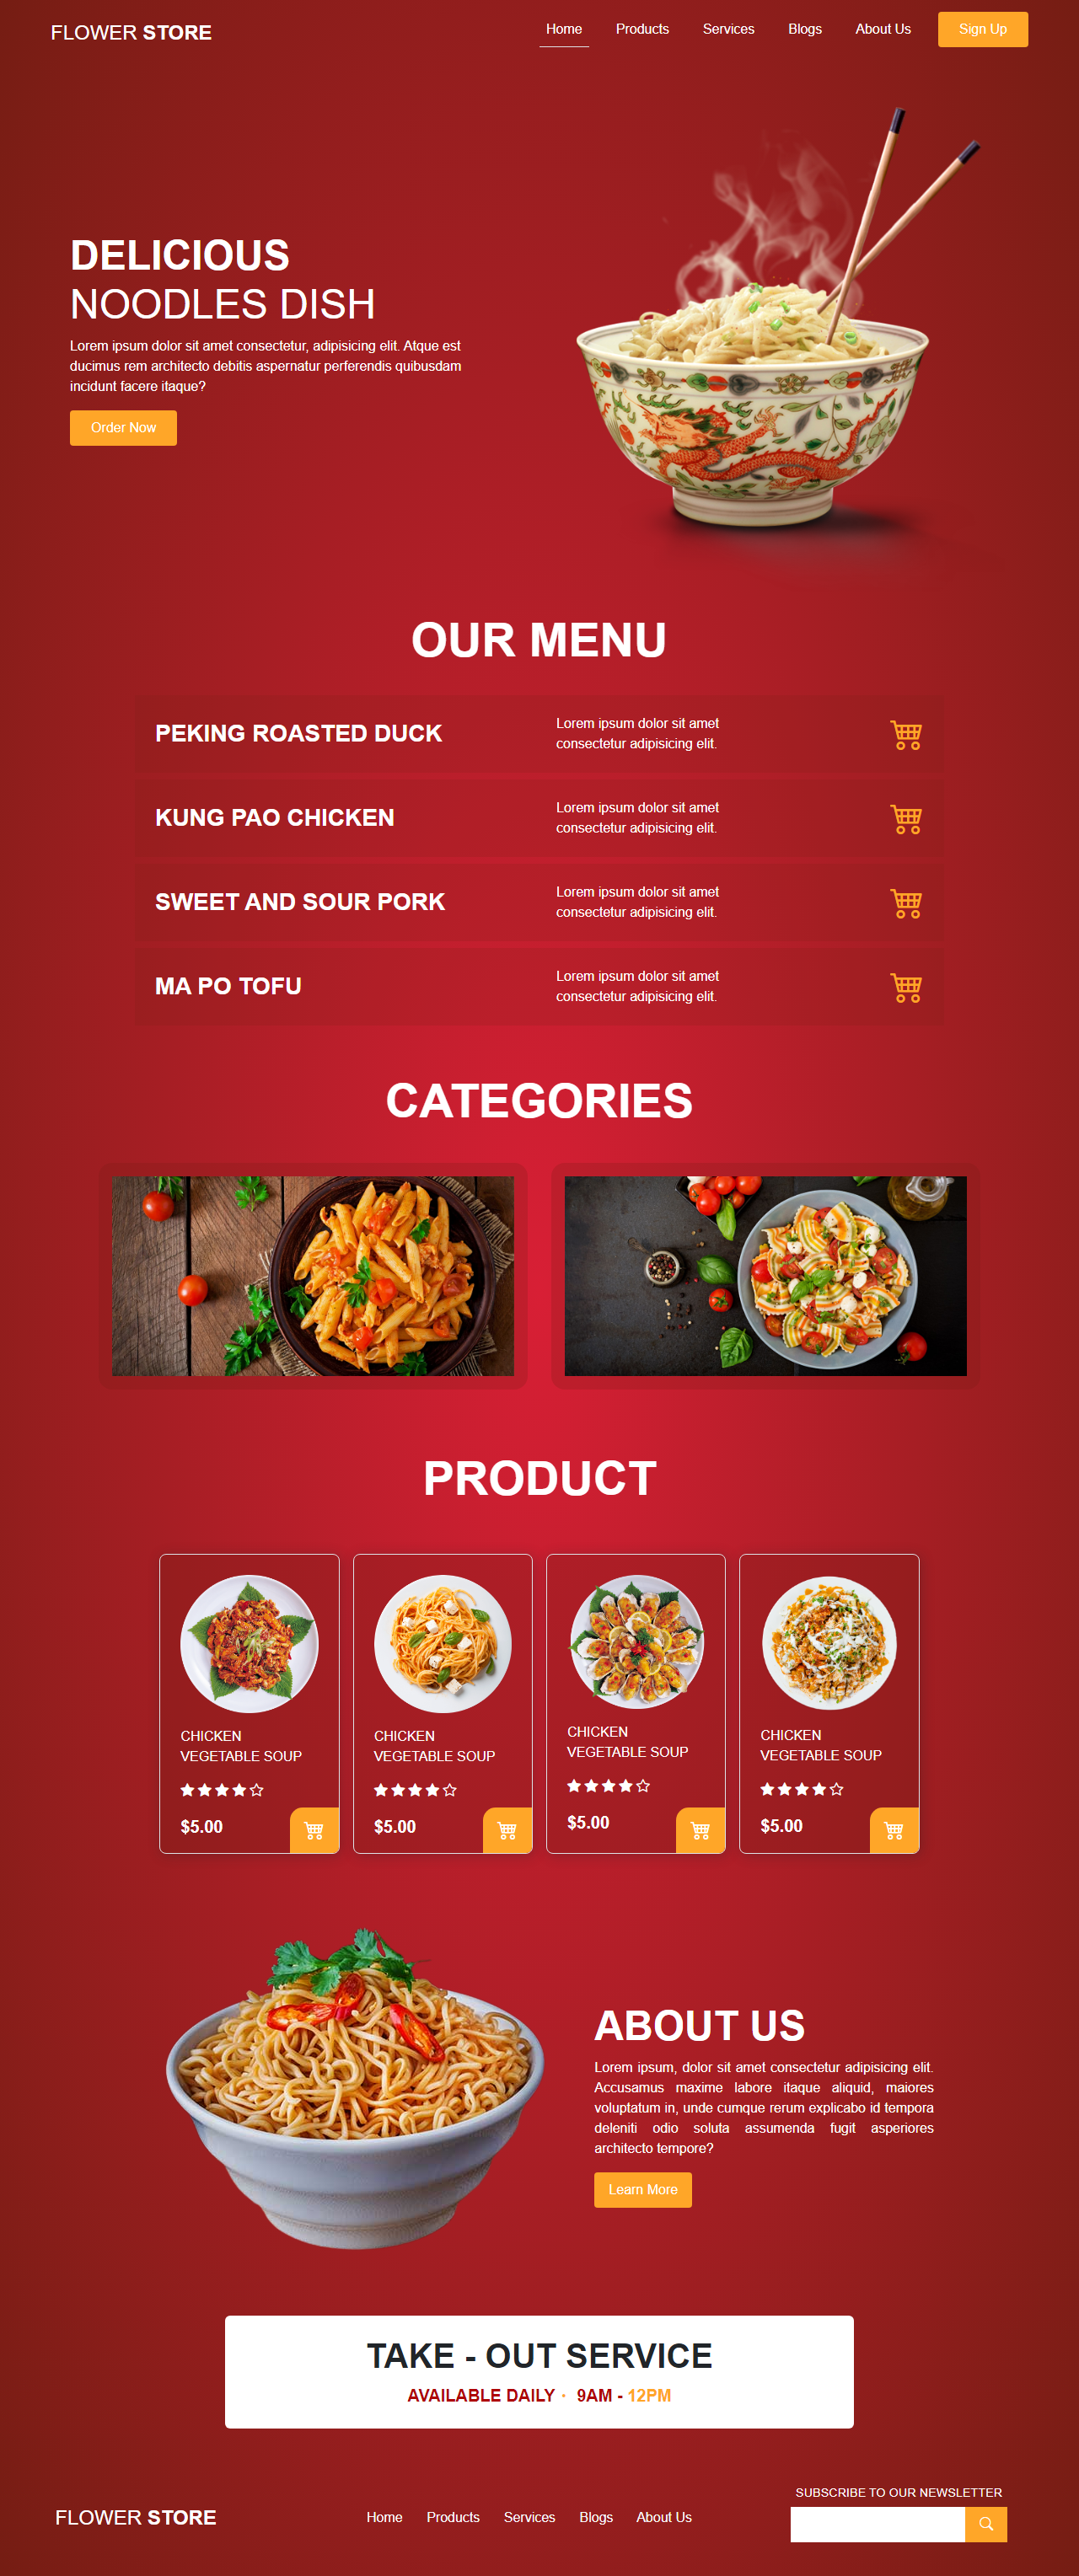 FLOWER STORE
Home Products Services Blogs About Us Sign Up
DELICIOUS
NOODLES DISH
Lorem ipsum dolor sit amet consectetur, adipisicing elit. Atque est
ducimus rem architecto debitis aspernatur perferendis quibusdam
incidunt facere itaque?
Order Now
OUR MENU
PEKING ROASTED DUCK
Lorem ipsum dolor sit amet
consectetur adipisicing elit.
KUNG PAO CHICKEN
Lorem ipsum dolor sit amet
consectetur adipisicing elit.
SWEET AND SOUR PORK
Lorem ipsum dolor sit amet
consectetur adipisicing elit.
MA PO TOFU
Lorem ipsum dolor sit amet
consectetur adipisicing elit.
CATEGORIES
PRODUCT
CHICKEN
VEGETABLE SOUP
$5.00
CHICKEN
VEGETABLE SOUP
$5.00
CHICKEN
VEGETABLE SOUP
$5.00
CHICKEN
VEGETABLE SOUP
$5.00
ABOUT US
Lorem ipsum, dolor sit amet consectetur adipisicing elit.
Accusamus maxime labore itaque aliquid, maiores
voluptatum in, unde cumque rerum explicabo id tempora
deleniti odio soluta assumenda fugit asperiores
architecto tempore?
Learn More
TAKE - OUT SERVICE
AVAILABLE DAILY · 9AM - 12PM
FLOWER STORE
Home Products Services Blogs About Us
SUBSCRIBE TO OUR NEWSLETTER